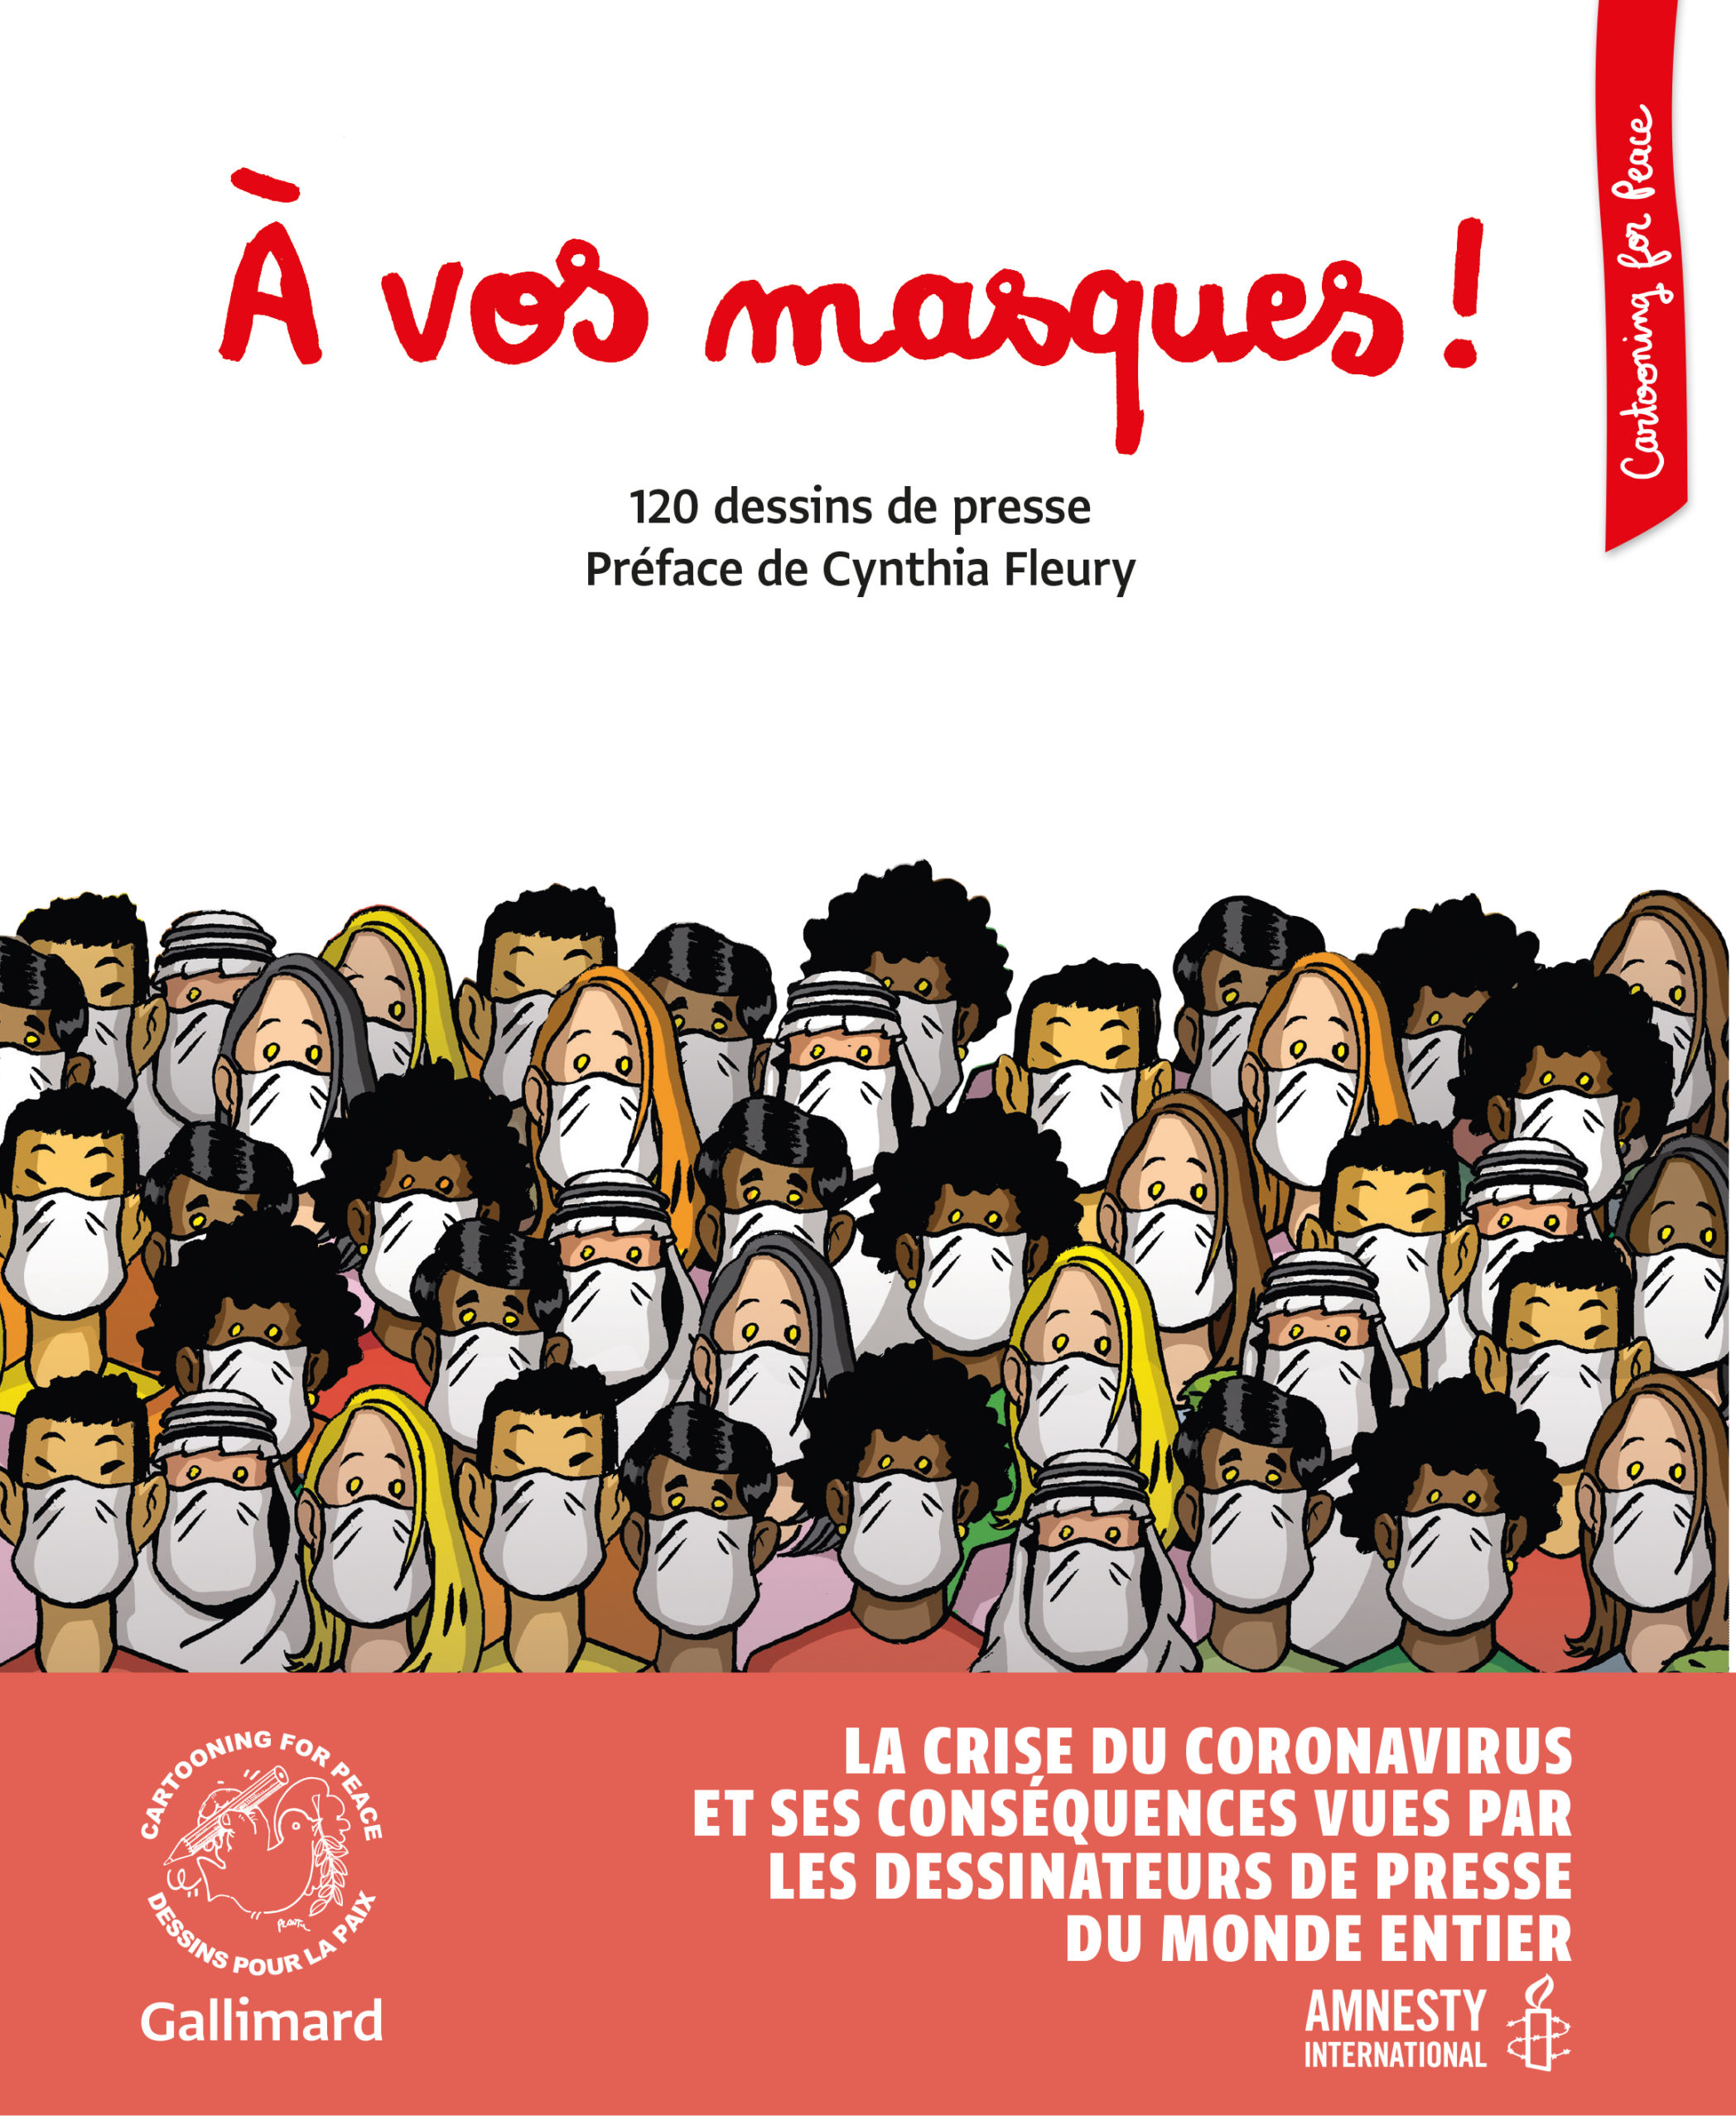 À vos masques !
Cartooning for Peace
120 dessins de presse
Préface de Cynthia Fleury
LA CRISE DU CORONAVIRUS
ET SES CONSÉQUENCES VUES PAR
LES DESSINATEURS DE PRESSE
DU MONDE ENTIER
CARTOONING FOR PEACE
PLANTU
DESSINS POUR LA PAIX
Gallimard
AMNESTY
INTERNATIONAL